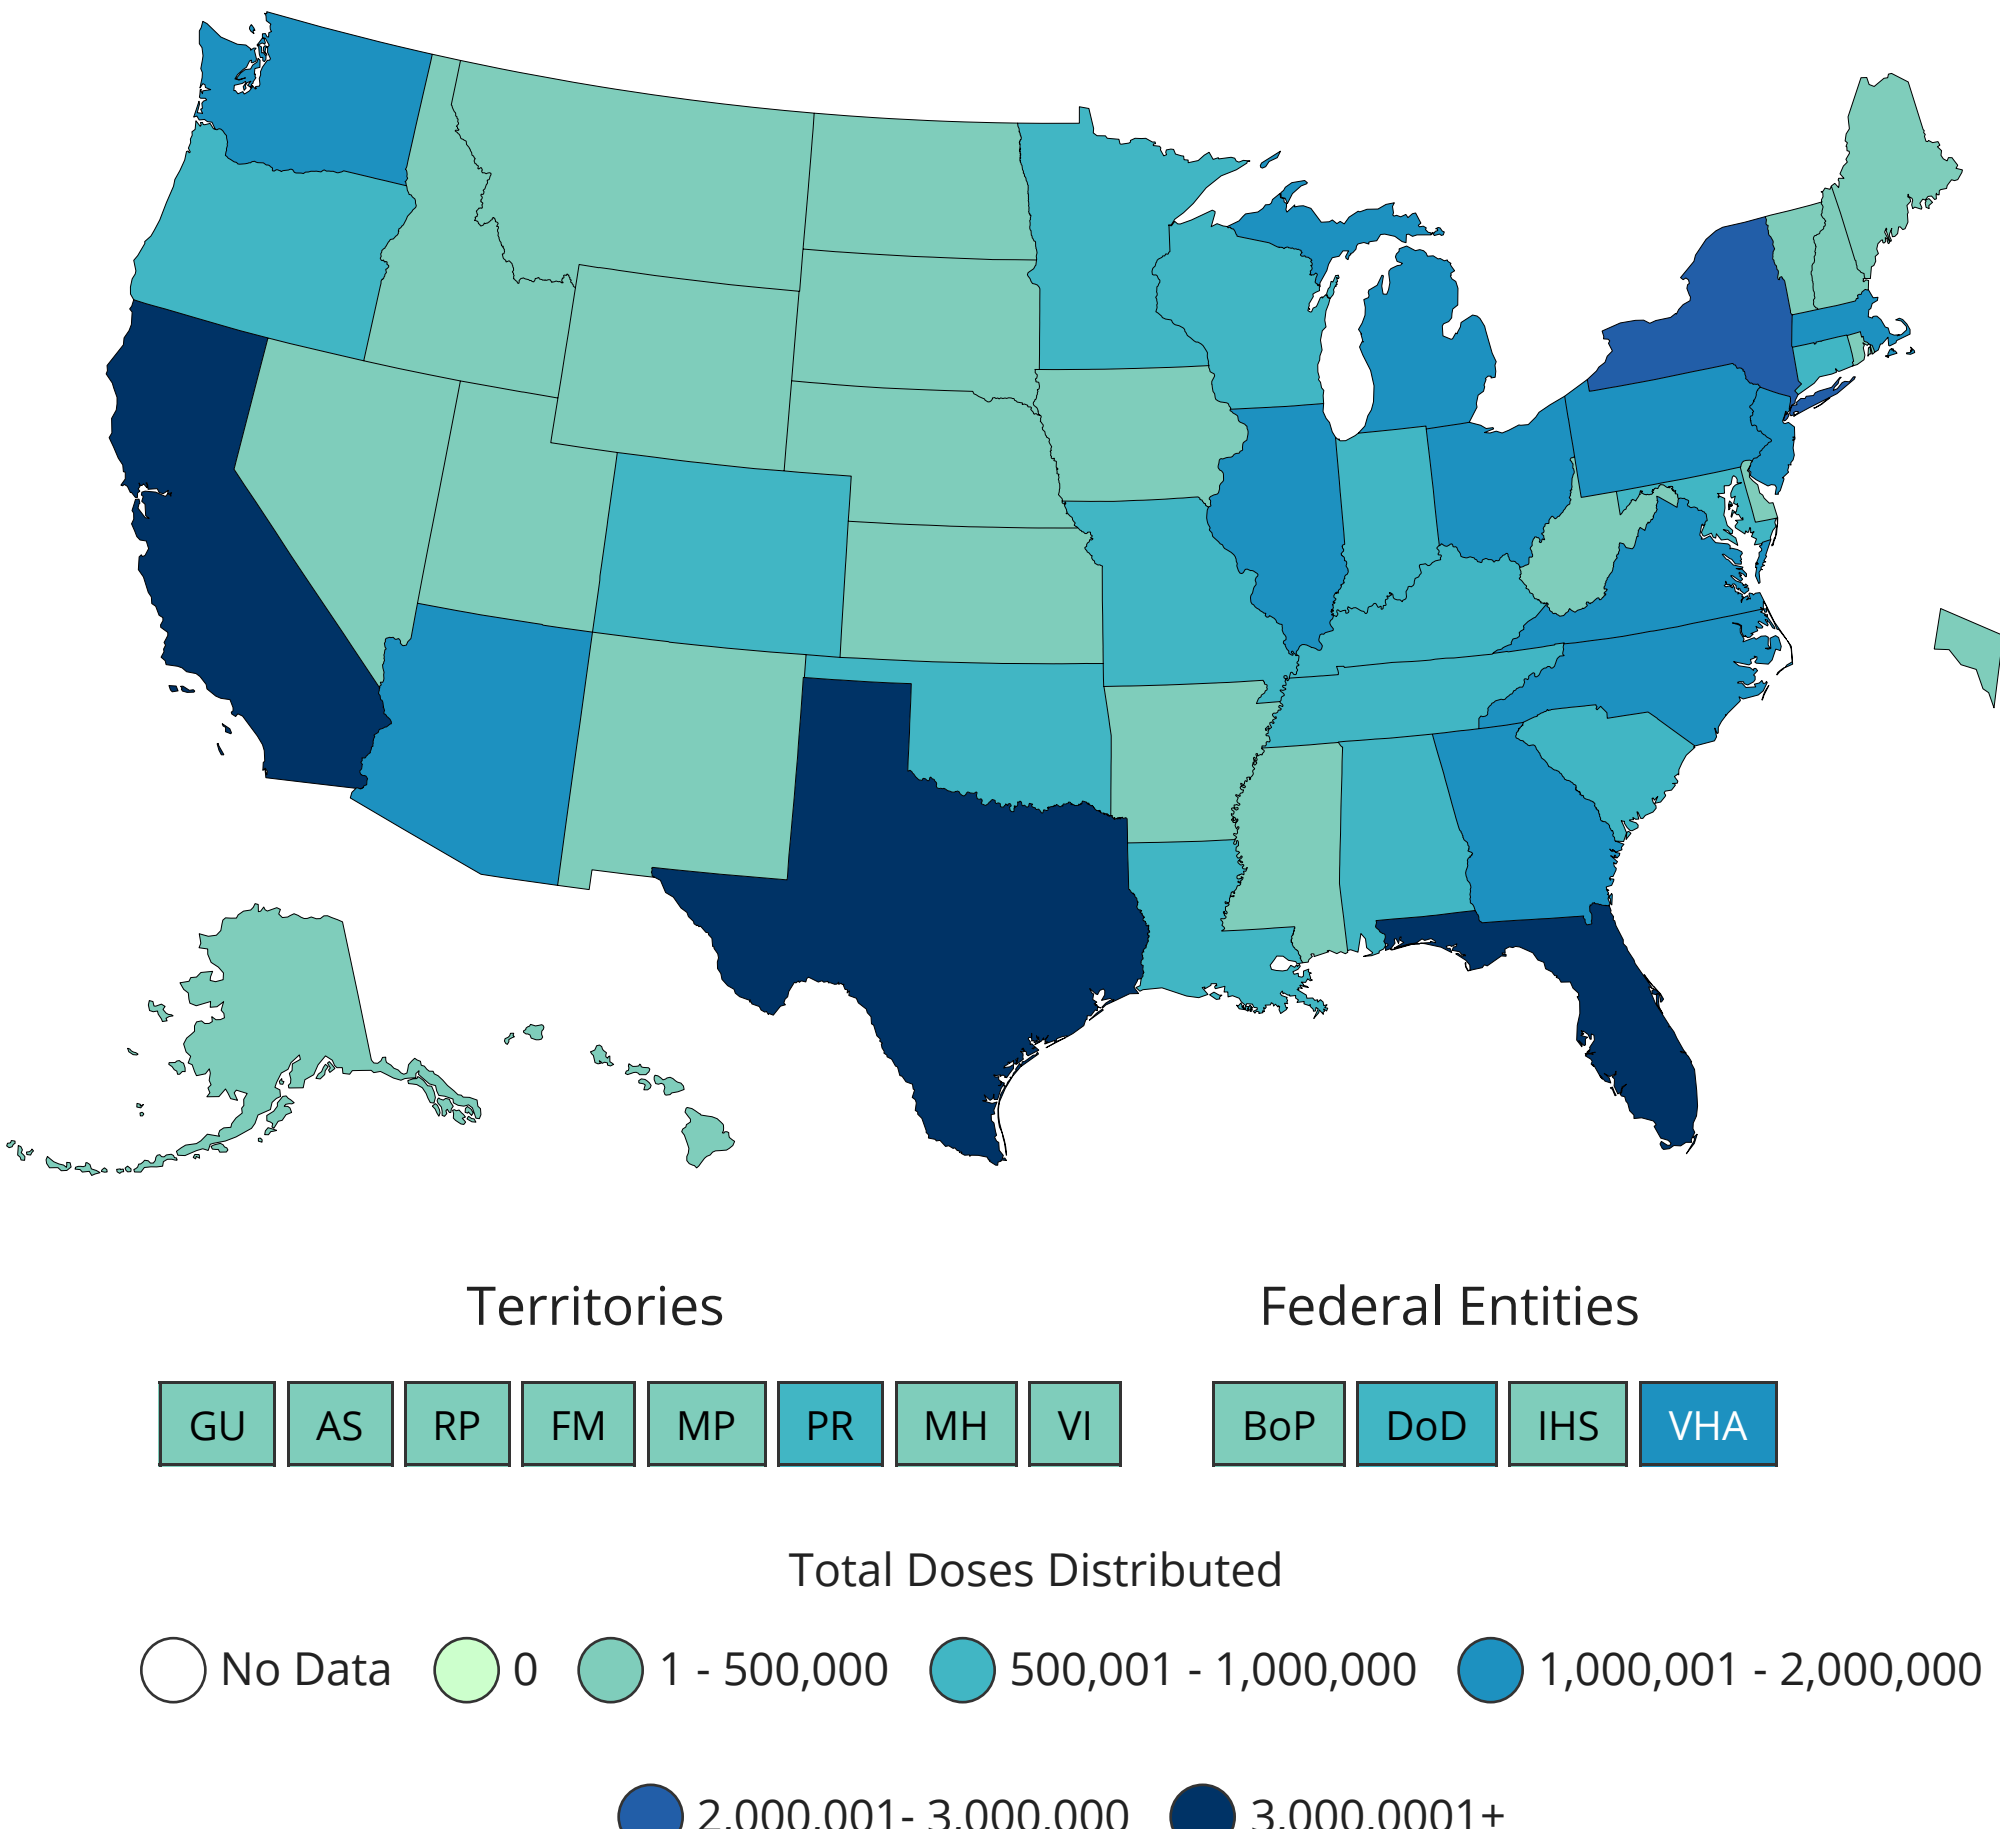 Territories
Federal Entities
GU AS RP FM MP PR MH VI
BoP DoD IHS VHA
Total Doses Distributed
No Data 0 1 - 500,000 500,001 - 1,000,000 1,000,001 - 2,000,000
2,000,001- 3,000,000 3,000,0001+